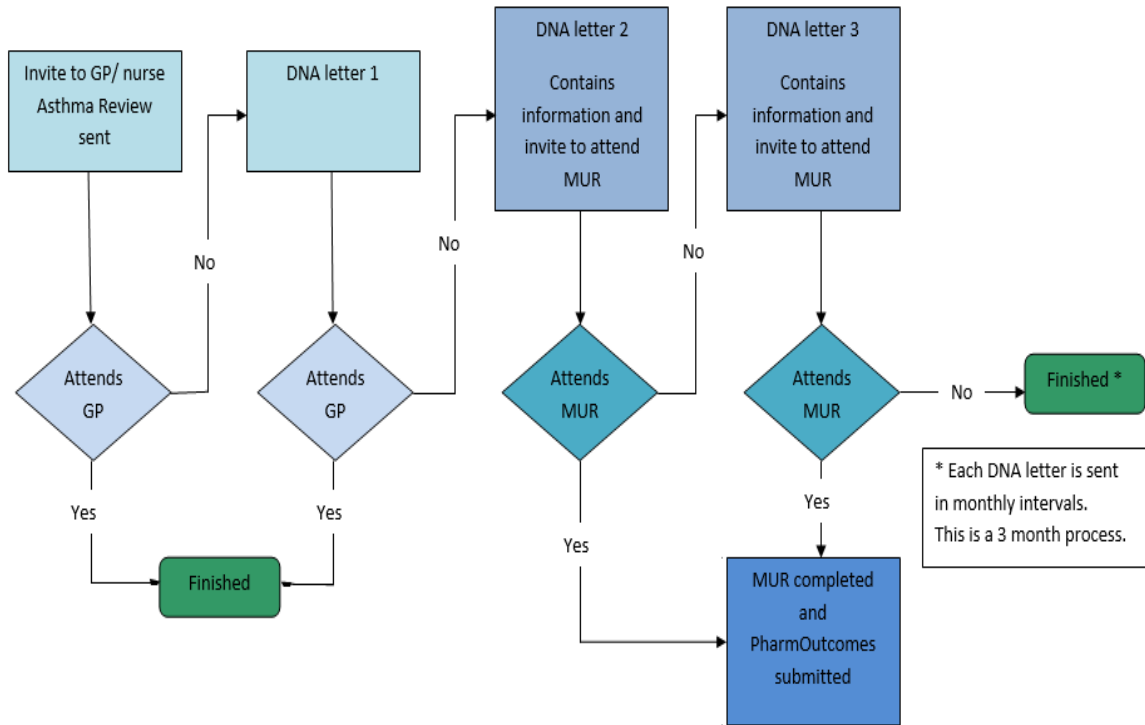 Invite to GP/ nurse
Asthma Review
sent
DNA letter 1
DNA letter 2
Contains
information and
invite to attend
MUR
DNA letter 3
Contains
information and
invite to attend
MUR
No
No
No
Attends
GP
Attends
GP
Attends
MUR
Attends
MUR
No
Finished *
Yes
Yes
Yes
Yes
Finished
MUR completed
and
PharmOutcomes
submitted
* Each DNA letter is sent
in monthly intervals.
This is a 3 month process.